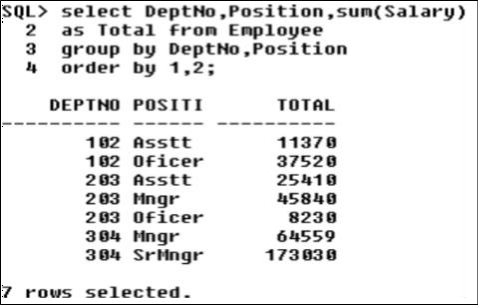 SQL> select DeptNo,Position,sum(Salary)
  2  as Total from Employee
  3  group by DeptNo,Position
  4  order by 1,2;

    DEPTNO POSITI      TOTAL
---------- ------ ----------
       102 Asstt       11370
       102 Oficer      37520
       203 Asstt       25410
       203 Mngr        45840
       203 Oficer       8230
       304 Mngr        64559
       304 SrMngr     173030

7 rows selected.